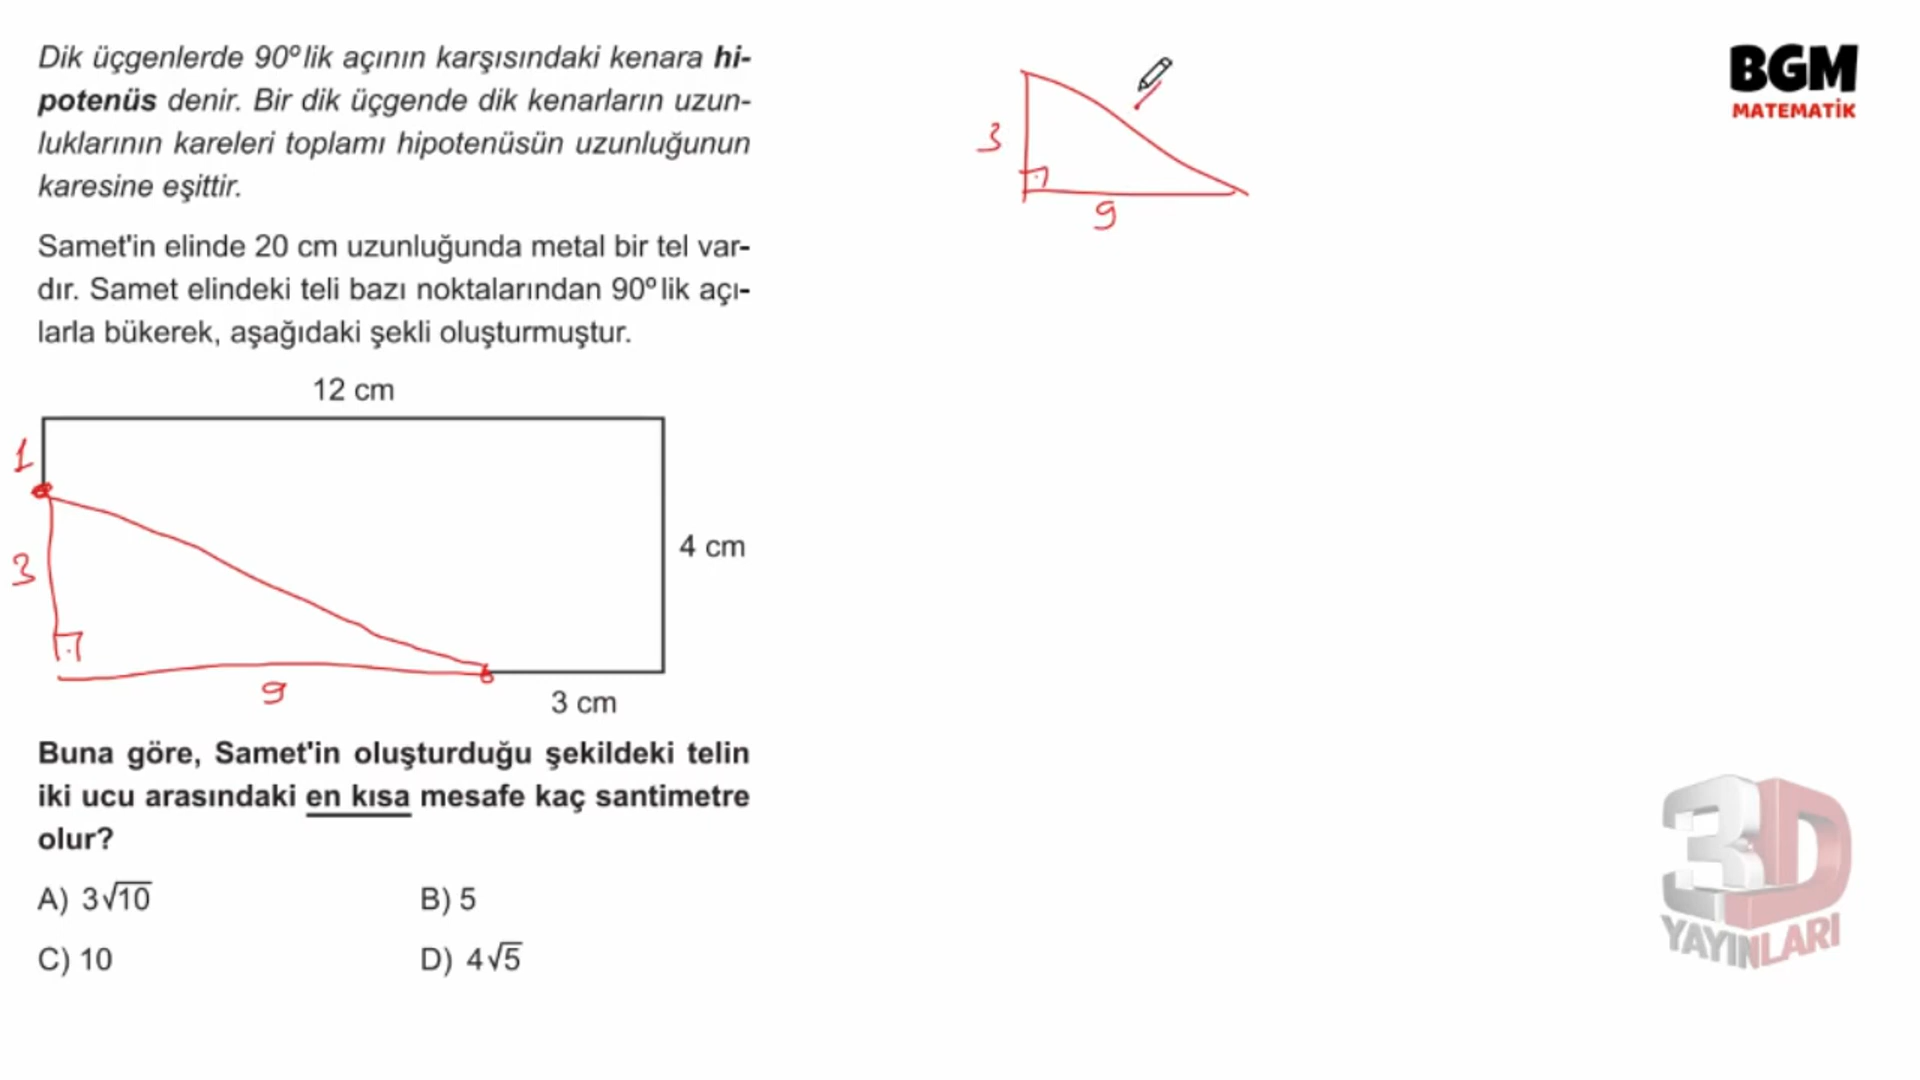 Dik üçgenlerde 90º lik açının karşısındaki kenara hi-
potenüs denir. Bir dik üçgende dik kenarların uzun-
luklarının kareleri toplamı hipotenüsün uzunluğunun
karesine eşittir.
Samet'in elinde 20 cm uzunluğunda metal bir tel var-
dır. Samet elindeki teli bazı noktalarından 90º lik açı-
larla bükerek, aşağıdaki şekli oluşturmuştur.
12 cm
1
3
4 cm
9
3 cm
Buna göre, Samet'in oluşturduğu şekildeki telin
iki ucu arasındaki en kısa mesafe kaç santimetre
olur?
A) 3√10
B) 5
C) 10
D) 4√5
3
9
BGM
MATEMATİK
3D
YAYINLARI